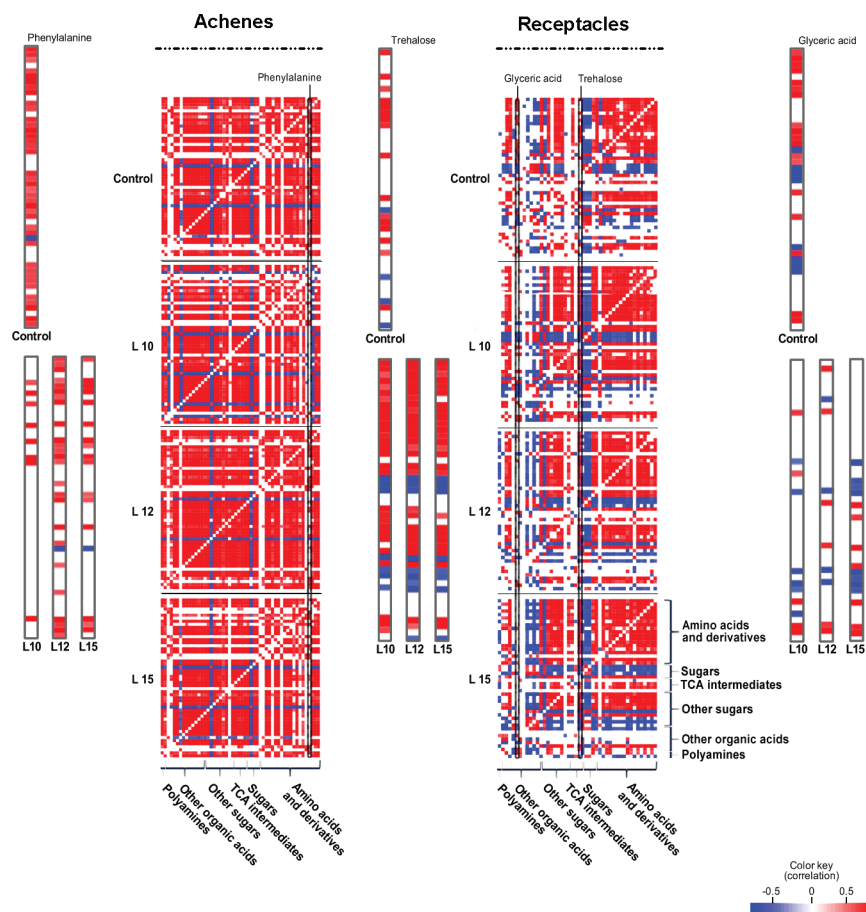 Achenes
Receptacles
Phenylalanine
Trehalose
Glyceric acid
Phenylalanine
Glyceric acid
Trehalose
Control
Control
Control
Control
Control
L 10
L 10
L 12
L 12
L 15
L 15
L10
L12
L15
L10
L12
L15
L10
L12
L15
Amino acids
and derivatives
Sugars
TCA intermediates
Other sugars
Other organic acids
Polyamines
Polyamines
Other organic acids
Other sugars
TCA intermediates
Sugars
Amino acids
and derivatives
Polyamines
Other organic acids
Other sugars
TCA intermediates
Sugars
Amino acids
and derivatives
Color key
(correlation)
-0.5
0
0.5